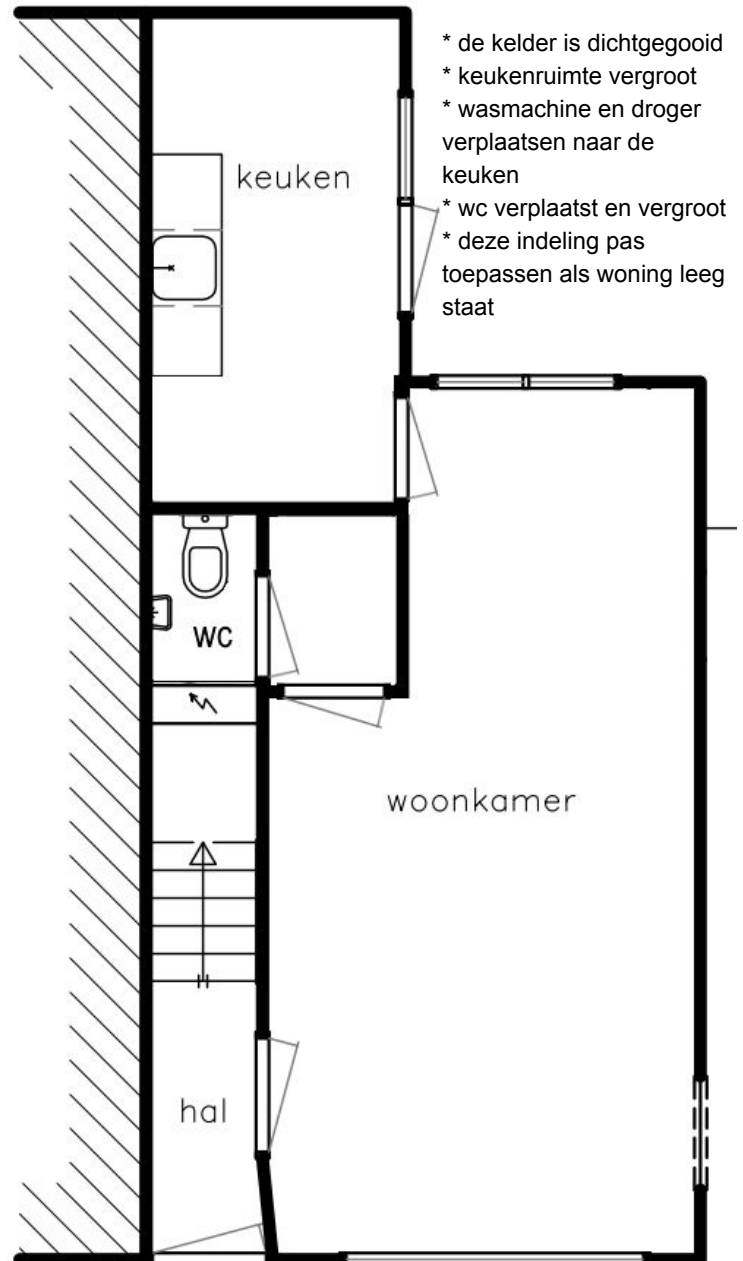 * de kelder is dichtgegooid
* keukenruimte vergroot
* wasmachine en droger
verplaatsen naar de
keuken
* wc verplaatst en vergroot
* deze indeling pas
toepassen als woning leeg
staat
keuken
WC
woonkamer
hal